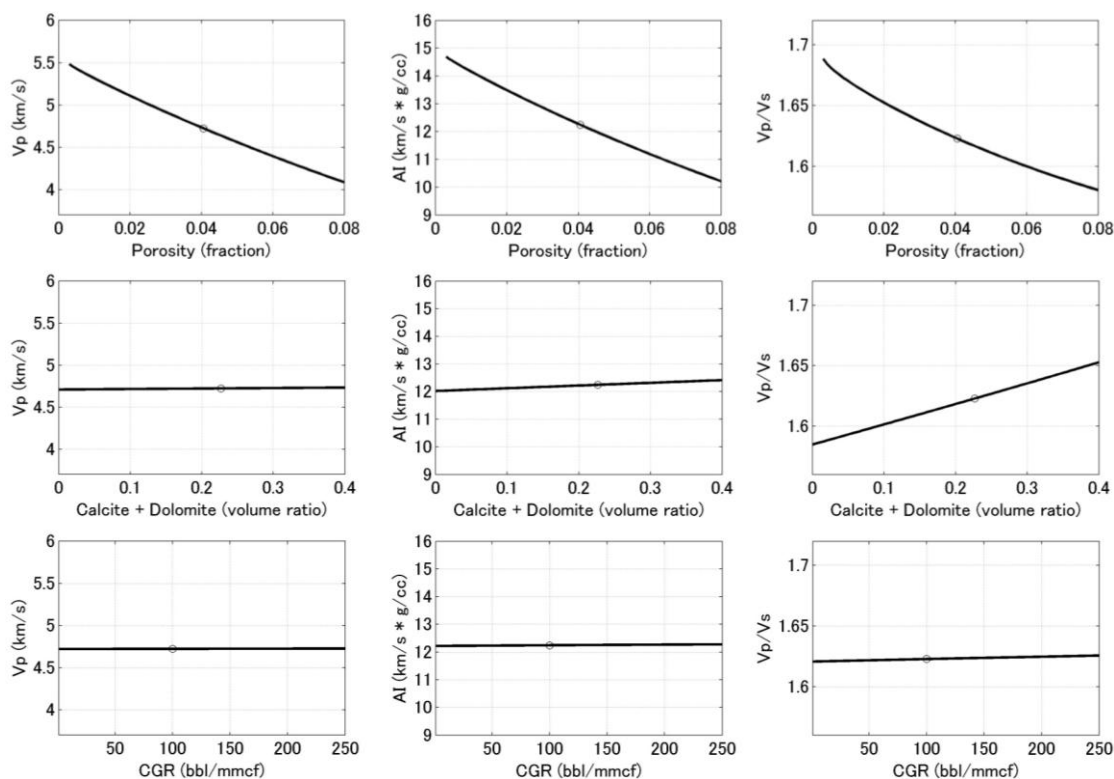 6
5.5
5
4.5
4
Vp (km/s)
0 0.02 0.04 0.06 0.08
Porosity (fraction)
16
15
14
13
12
11
10
9
AI (km/s * g/cc)
0 0.02 0.04 0.06 0.08
Porosity (fraction)
1.7
1.65
1.6
Vp/Vs
0 0.02 0.04 0.06 0.08
Porosity (fraction)
6
5.5
5
4.5
4
Vp (km/s)
0 0.1 0.2 0.3 0.4
Calcite + Dolomite (volume ratio)
16
15
14
13
12
11
10
9
AI (km/s * g/cc)
0 0.1 0.2 0.3 0.4
Calcite + Dolomite (volume ratio)
1.7
1.65
1.6
Vp/Vs
0 0.1 0.2 0.3 0.4
Calcite + Dolomite (volume ratio)
6
5.5
5
4.5
4
Vp (km/s)
50 100 150 200 250
CGR (bbl/mmcf)
16
15
14
13
12
11
10
9
AI (km/s * g/cc)
50 100 150 200 250
CGR (bbl/mmcf)
1.7
1.65
1.6
Vp/Vs
50 100 150 200 250
CGR (bbl/mmcf)